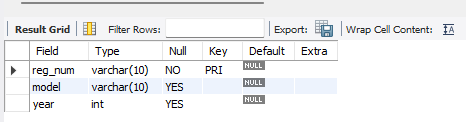 Result Grid Filter Rows: Export: Wrap Cell Content: IA
Field Type Null Key Default Extra
reg_num varchar(10) NO PRI NULL
model varchar(10) YES NULL
year int YES NULL